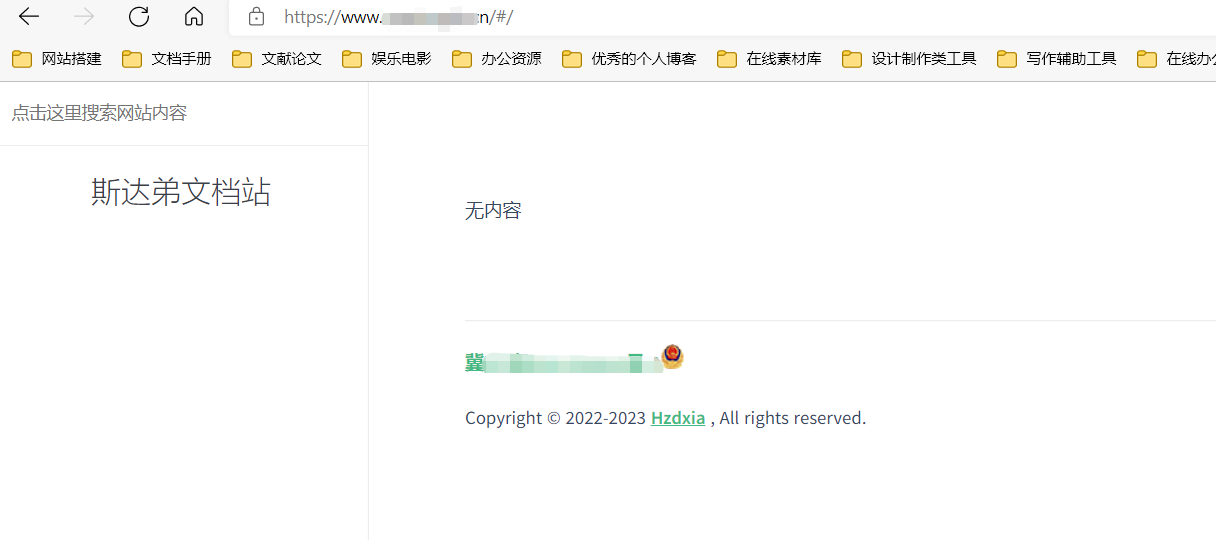 https://www.n/#/
网站搭建 文档手册 文献论文 娱乐电影 办公资源 优秀的个人博客 在线素材库 设计制作类工具 写作辅助工具 在线办
点击这里搜索网站内容
斯达弟文档站
无内容
冀
Copyright © 2022-2023 Hzdxia , All rights reserved.